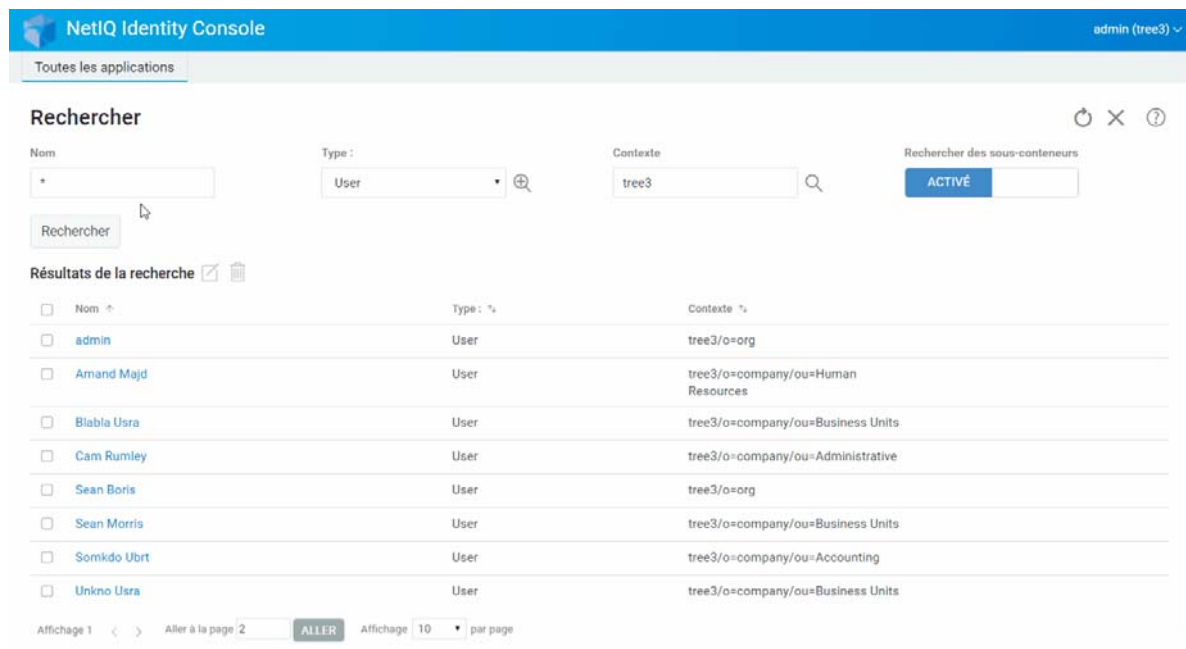 NetIQ Identity Console
admin (tree3)
Toutes les applications
Rechercher
Nom
Type :
Contexte
Rechercher des sous-conteneurs
*
User
tree3
ACTIVÉ
Rechercher
Résultats de la recherche
Nom
Type :
Contexte
admin User tree3/o=org
Amand Majd User tree3/o=company/ou=Human
Resources
Blabla Usra User tree3/o=company/ou=Business Units
Cam Rumley User tree3/o=company/ou=Administrative
Sean Boris User tree3/o=org
Sean Morris User tree3/o=company/ou=Business Units
Somkdo Ubrt User tree3/o=company/ou=Accounting
Unkno Usra User tree3/o=company/ou=Business Units
Affichage 1 < > Aller à la page 2 ALLER Affichage 10 par page